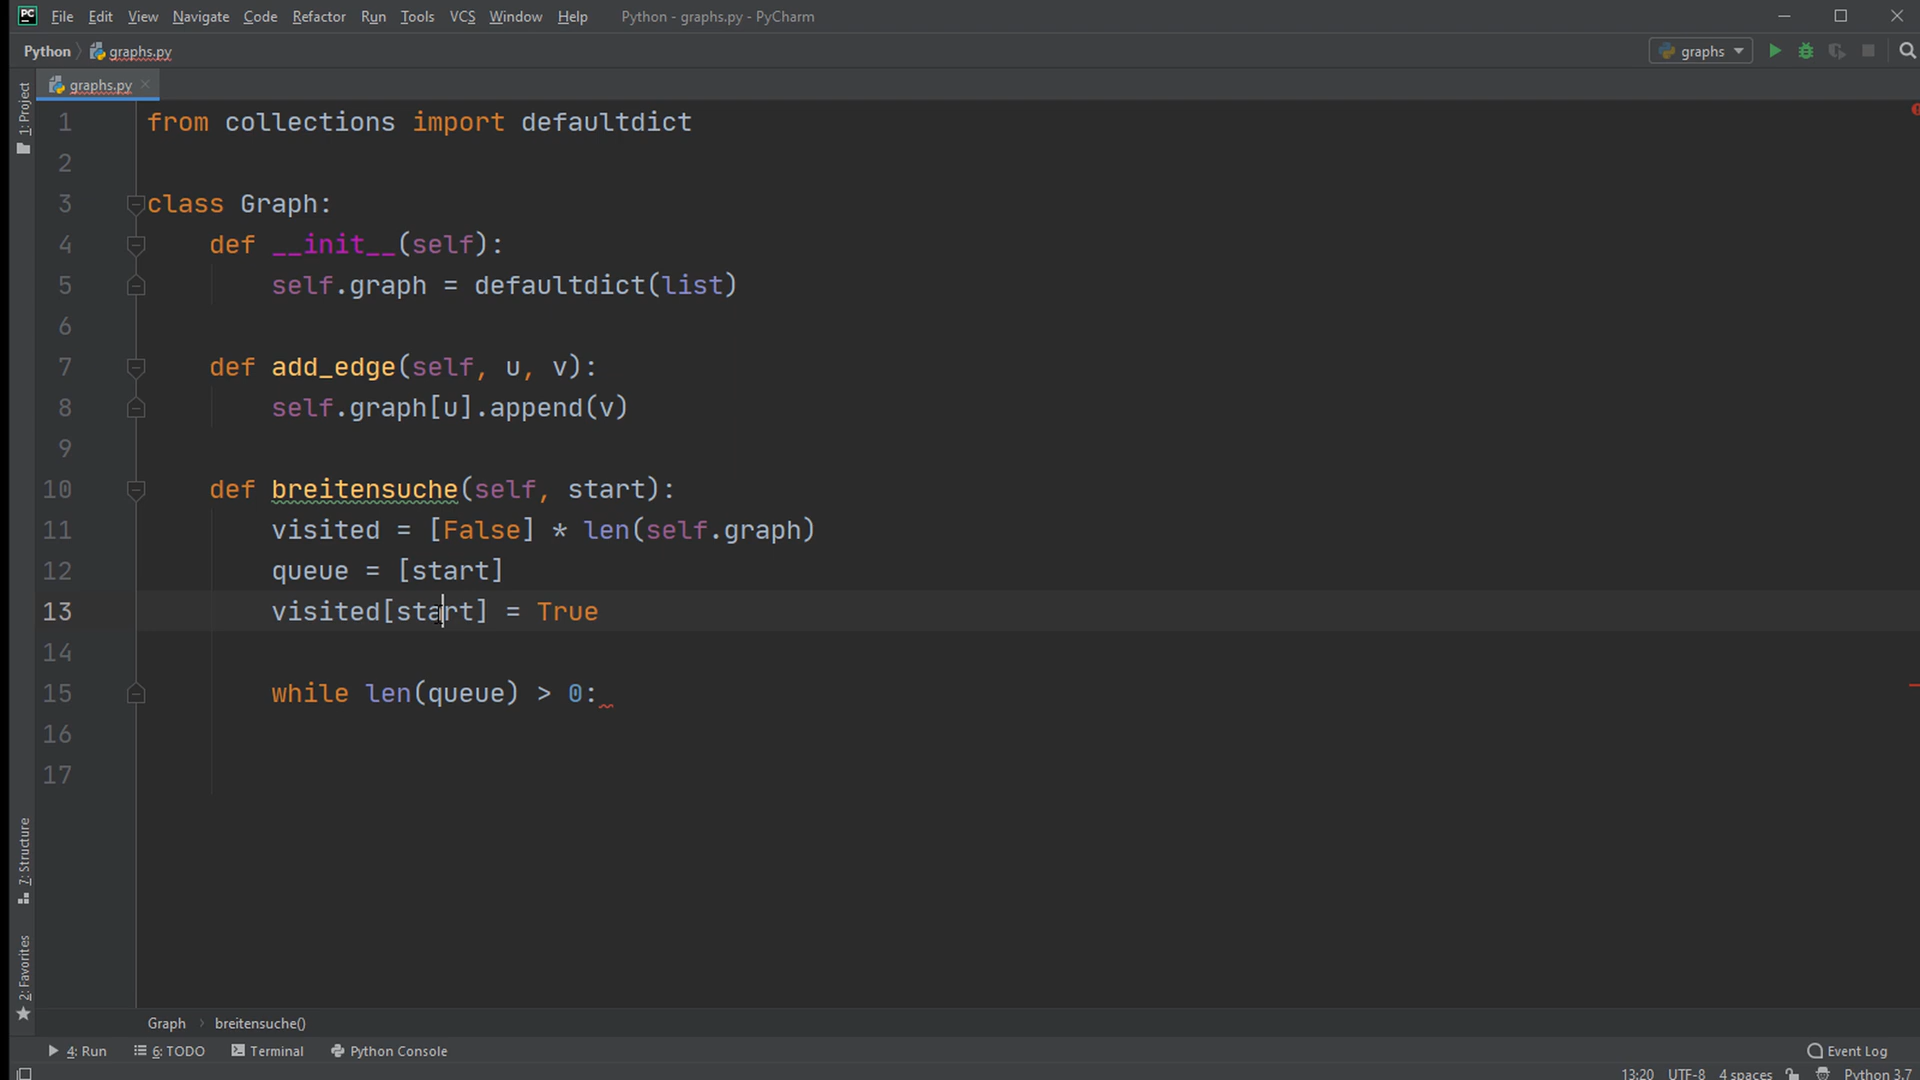 PC File Edit View Navigate Code Refactor Run Tools VCS Window Help Python - graphs.py - PyCharm
Python graphs.py graphs
graphs.py
1: Project
1 from collections import defaultdict
2
3 class Graph:
4     def __init__(self):
5         self.graph = defaultdict(list)
6
7     def add_edge(self, u, v):
8         self.graph[u].append(v)
9
10     def breitensuche(self, start):
11         visited = [False] * len(self.graph)
12         queue = [start]
13         visited[start] = True
14
15         while len(queue) > 0:
16
17
7: Structure
2: Favorites
Graph breitensuche()
4: Run 6: TODO Terminal Python Console Event Log
13:20 UTF-8 4 spaces Python 3.7